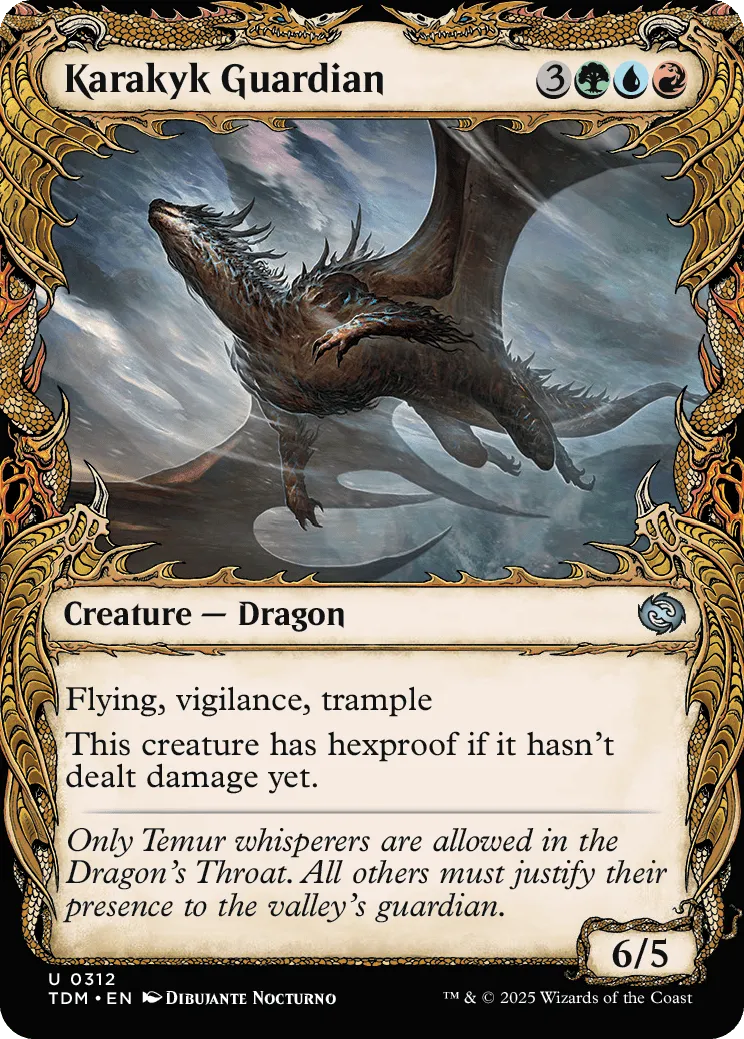 Karakyk Guardian 3
Creature — Dragon
Flying, vigilance, trample
This creature has hexproof if it hasn't
dealt damage yet.
Only Temur whisperers are allowed in the
Dragon's Throat. All others must justify their
presence to the valley's guardian.
6/5
U 0312
TDM • EN Dibujante Nocturno
™ & © 2025 Wizards of the Coast